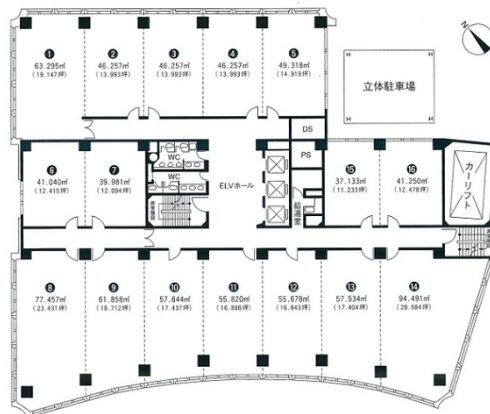 N
❶
63.295㎡
(19.147坪)
❷
46.257㎡
(13.993坪)
❸
46.257㎡
(13.993坪)
❹
46.257㎡
(13.993坪)
❺
49.318㎡
(14.919坪)
立体駐車場
DS
PS
WC
WC
ELVホール
給湯室
カーリフト
❻
41.040㎡
(12.415坪)
❼
39.981㎡
(12.094坪)
⓯
37.133㎡
(11.233坪)
⓰
41.250㎡
(12.478坪)
❽
77.457㎡
(23.431坪)
❾
61.858㎡
(18.712坪)
❿
57.644㎡
(17.437坪)
⓫
55.820㎡
(16.886坪)
⓬
55.678㎡
(16.843坪)
⓭
57.534㎡
(17.404坪)
⓮
94.491㎡
(28.584坪)